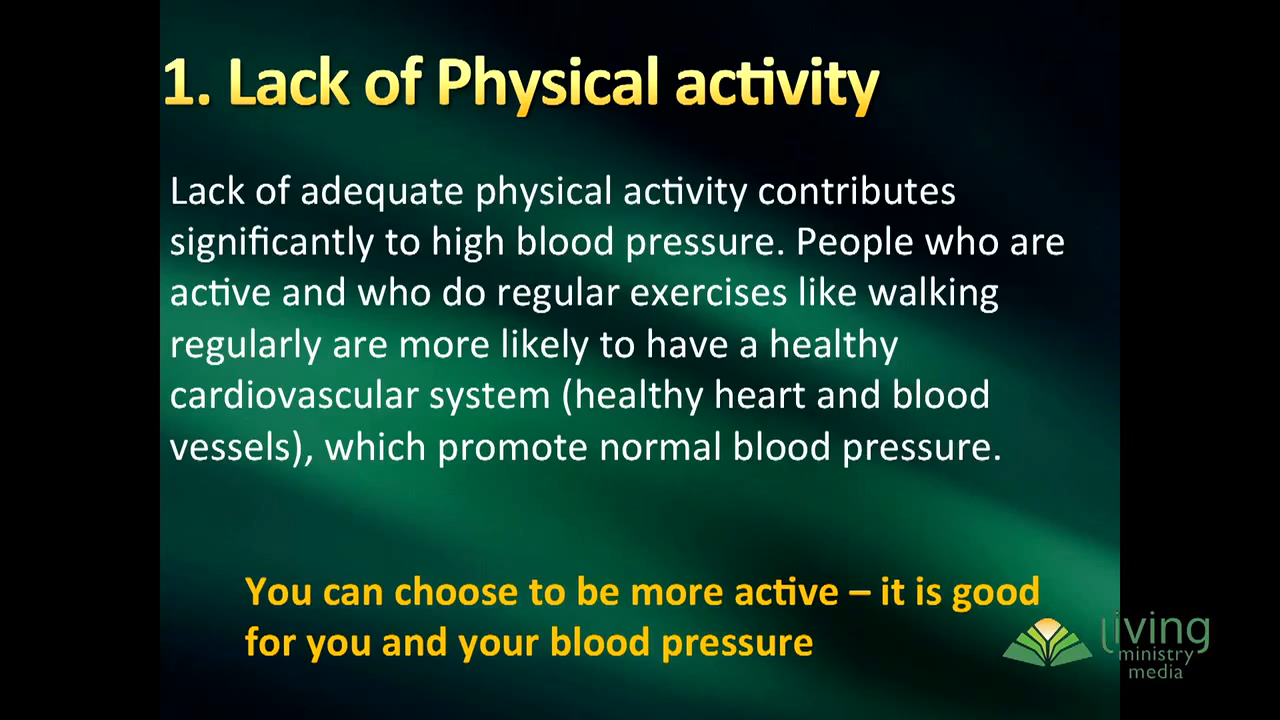 1. Lack of Physical activity
Lack of adequate physical activity contributes
significantly to high blood pressure. People who are
active and who do regular exercises like walking
regularly are more likely to have a healthy
cardiovascular system (healthy heart and blood
vessels), which promote normal blood pressure.
You can choose to be more active – it is good
for you and your blood pressure
living
ministry
media